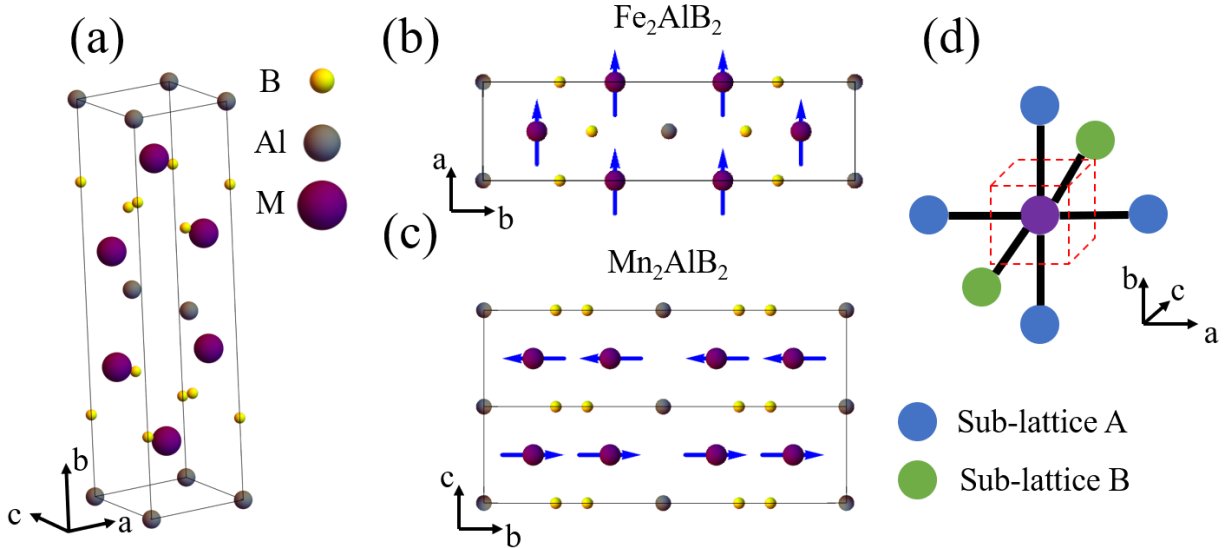 (a)
B
Al
M
b
c
a
(b)
Fe₂AlB₂
a
b
(c)
Mn₂AlB₂
c
b
(d)
b
c
a
Sub-lattice A
Sub-lattice B